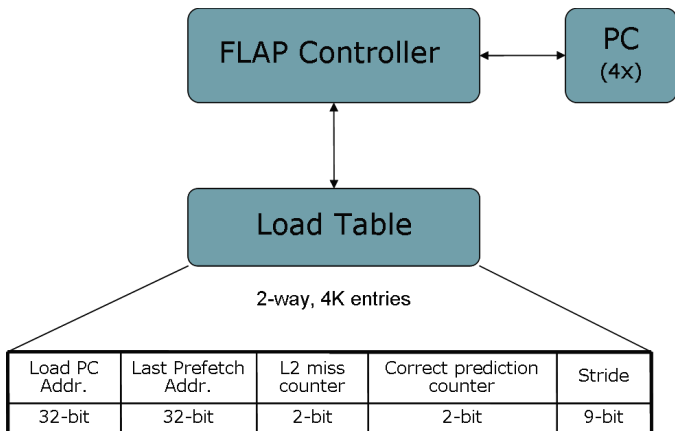 FLAP Controller
PC
(4x)
Load Table
2-way, 4K entries
Load PC Addr.
Last Prefetch Addr.
L2 miss counter
Correct prediction counter
Stride
32-bit
32-bit
2-bit
2-bit
9-bit